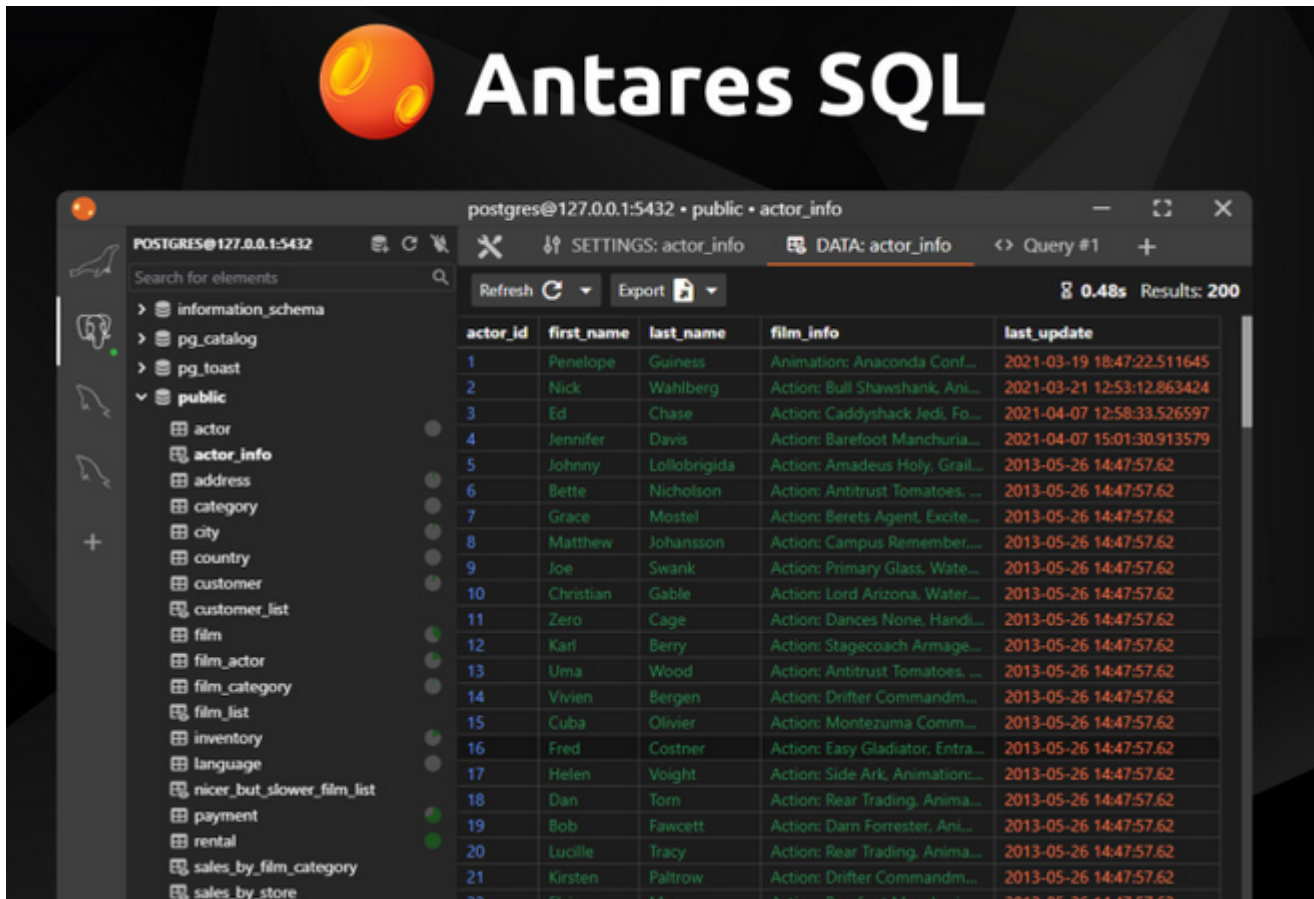 Antares SQL
postgres@127.0.0.1:5432 • public • actor_info
POSTGRES@127.0.0.1:5432
SETTINGS: actor_info
DATA: actor_info
Query #1
Search for elements
Refresh
Export
0.48s Results: 200
information_schema
pg_catalog
pg_toast
public
actor
actor_info
address
category
city
country
customer
customer_list
film
film_actor
film_category
film_list
inventory
language
nicer_but_slower_film_list
payment
rental
sales_by_film_category
sales_by_store
actor_id first_name last_name film_info last_update
1 Penelope Guiness Animation: Anaconda Conf... 2021-03-19 18:47:22.511645
2 Nick Wahlberg Action: Bull Shawshank, Ani... 2021-03-21 12:53:12.863424
3 Ed Chase Action: Caddyshack Jedi, Fo... 2021-04-07 12:58:33.526597
4 Jennifer Davis Action: Barefoot Manchuria... 2021-04-07 15:01:30.913579
5 Johnny Lollobrigida Action: Amadeus Holy, Grail... 2013-05-26 14:47:57.62
6 Bette Nicholson Action: Antitrust Tomatoes, ... 2013-05-26 14:47:57.62
7 Grace Mostel Action: Berets Agent, Excite... 2013-05-26 14:47:57.62
8 Matthew Johansson Action: Campus Remember,... 2013-05-26 14:47:57.62
9 Joe Swank Action: Primary Glass, Wate... 2013-05-26 14:47:57.62
10 Christian Gable Action: Lord Arizona, Water... 2013-05-26 14:47:57.62
11 Zero Cage Action: Dances None, Handi... 2013-05-26 14:47:57.62
12 Karl Berry Action: Stagecoach Armage... 2013-05-26 14:47:57.62
13 Uma Wood Action: Antitrust Tomatoes, ... 2013-05-26 14:47:57.62
14 Vivien Bergen Action: Drifter Commandm... 2013-05-26 14:47:57.62
15 Cuba Olivier Action: Montezuma Comm... 2013-05-26 14:47:57.62
16 Fred Costner Action: Easy Gladiator, Entra... 2013-05-26 14:47:57.62
17 Helen Voight Action: Side Ark, Animation:... 2013-05-26 14:47:57.62
18 Dan Torn Action: Rear Trading, Anima... 2013-05-26 14:47:57.62
19 Bob Fawcett Action: Darn Forrester, Ani... 2013-05-26 14:47:57.62
20 Lucille Tracy Action: Rear Trading, Anima... 2013-05-26 14:47:57.62
21 Kirsten Paltrow Action: Drifter Commandm... 2013-05-26 14:47:57.62